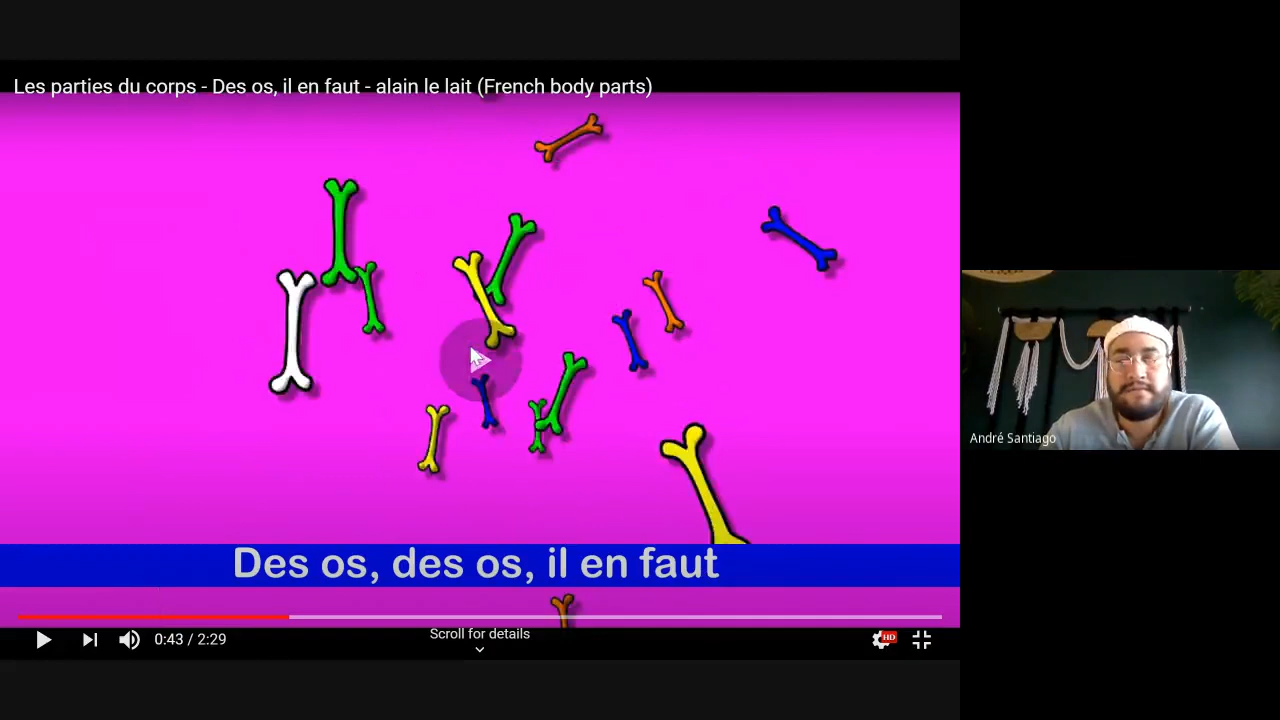 Les parties du corps - Des os, il en faut - alain le lait (French body parts)
André Santiago
Des os, des os, il en faut
0:43 / 2:29
Scroll for details
HD